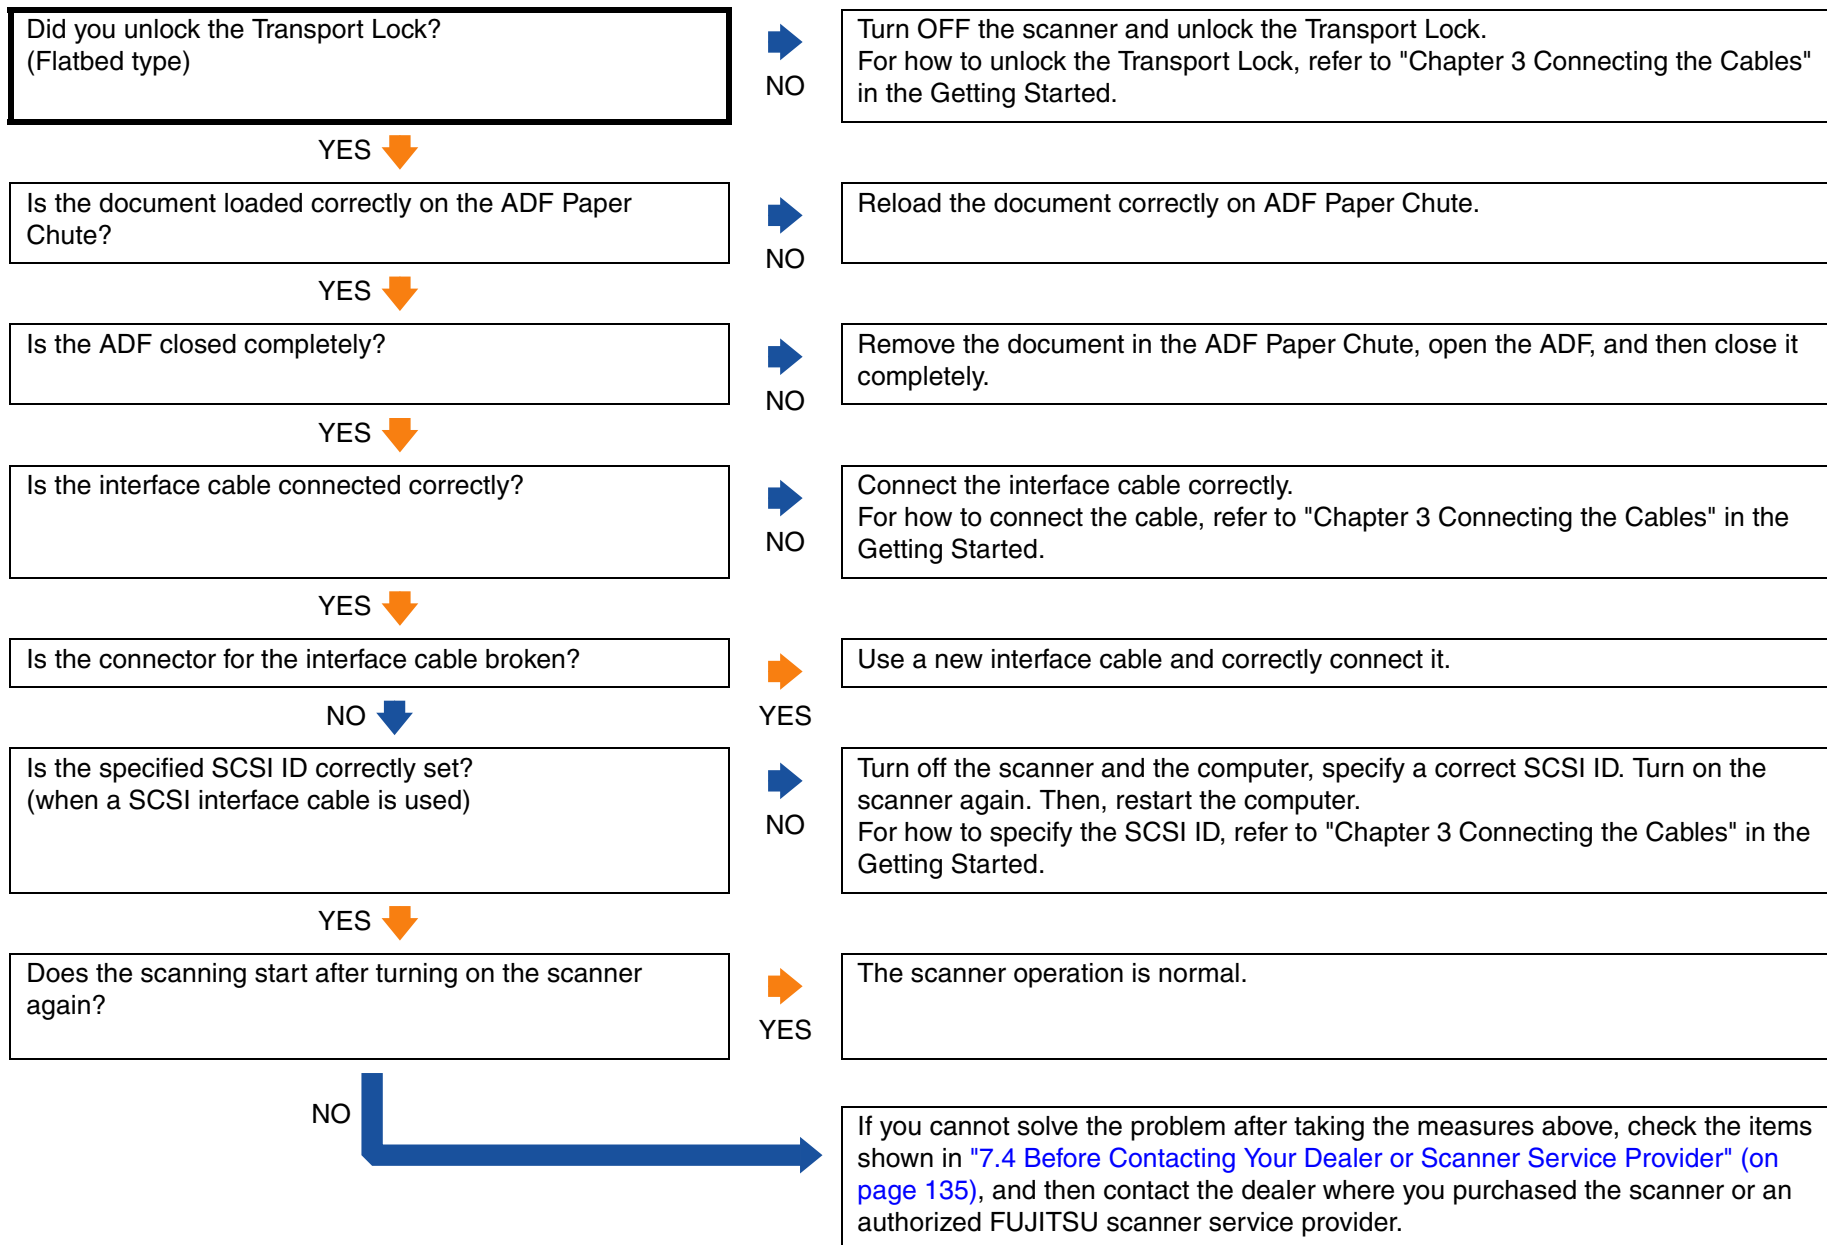 Did you unlock the Transport Lock?
(Flatbed type)
NO
Turn OFF the scanner and unlock the Transport Lock.
For how to unlock the Transport Lock, refer to "Chapter 3 Connecting the Cables"
in the Getting Started.
YES
Is the document loaded correctly on the ADF Paper
Chute?
NO
Reload the document correctly on ADF Paper Chute.
YES
Is the ADF closed completely?
NO
Remove the document in the ADF Paper Chute, open the ADF, and then close it
completely.
YES
Is the interface cable connected correctly?
NO
Connect the interface cable correctly.
For how to connect the cable, refer to "Chapter 3 Connecting the Cables" in the
Getting Started.
YES
Is the connector for the interface cable broken?
YES
Use a new interface cable and correctly connect it.
NO
Is the specified SCSI ID correctly set?
(when a SCSI interface cable is used)
NO
Turn off the scanner and the computer, specify a correct SCSI ID. Turn on the
scanner again. Then, restart the computer.
For how to specify the SCSI ID, refer to "Chapter 3 Connecting the Cables" in the
Getting Started.
YES
Does the scanning start after turning on the scanner
again?
YES
The scanner operation is normal.
NO
If you cannot solve the problem after taking the measures above, check the items
shown in "7.4 Before Contacting Your Dealer or Scanner Service Provider" (on
page 135), and then contact the dealer where you purchased the scanner or an
authorized FUJITSU scanner service provider.